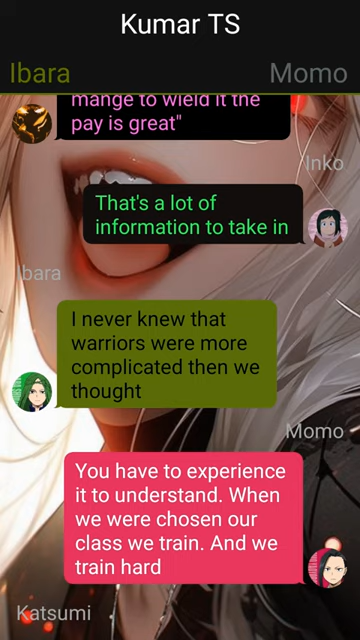 Kumar TS
Ibara
Momo
mange to wield it the
pay is great"
Inko
That's a lot of
information to take in
Ibara
I never knew that
warriors were more
complicated then we
thought
Momo
You have to experience
it to understand. When
we were chosen our
class we train. And we
train hard
Katsumi